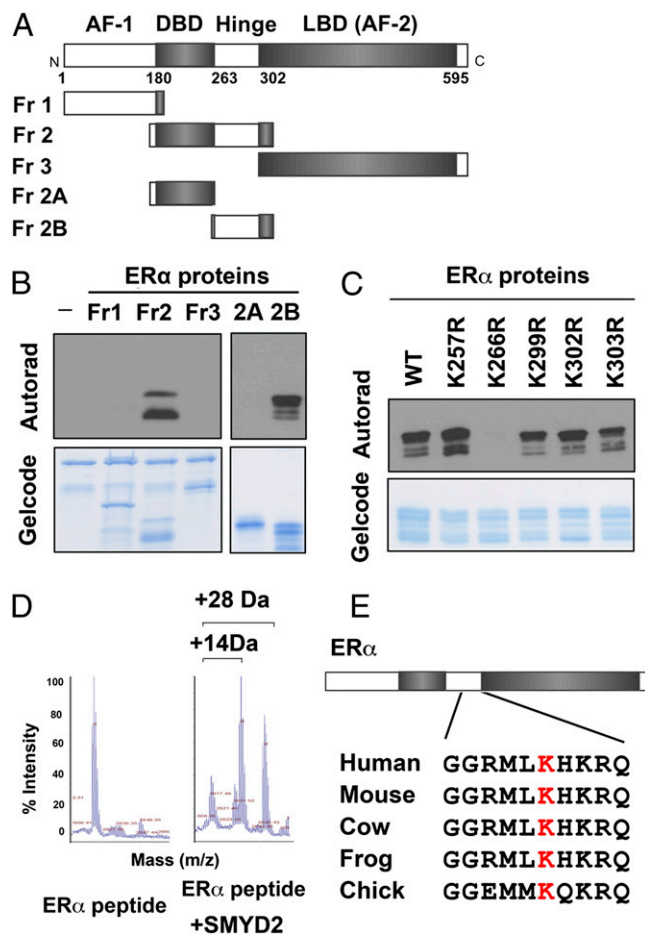 A
AF-1 DBD Hinge LBD (AF-2)
N C
1 180 263 302 595
Fr 1
Fr 2
Fr 3
Fr 2A
Fr 2B
B
ERα proteins
– Fr1 Fr2 Fr3 2A 2B
Autorad
Gelcode
C
ERα proteins
WT K257R K266R K299R K302R K303R
Autorad
Gelcode
D
+28 Da
+14Da
% Intensity
100
80
60
40
20
0
Mass (m/z)
ERα peptide
ERα peptide
+SMYD2
E
ERα
Human GGRMLKHKRQ
Mouse GGRMLKHKRQ
Cow GGRMLKHKRQ
Frog GGRMLKHKRQ
Chick GGEMMKQKRQ